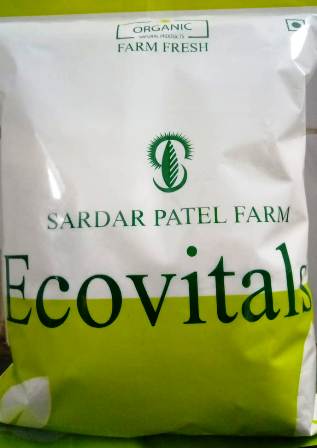 ORGANIC
NATURAL PRODUCTS
FARM FRESH
SARDAR PATEL FARM
Ecovitals